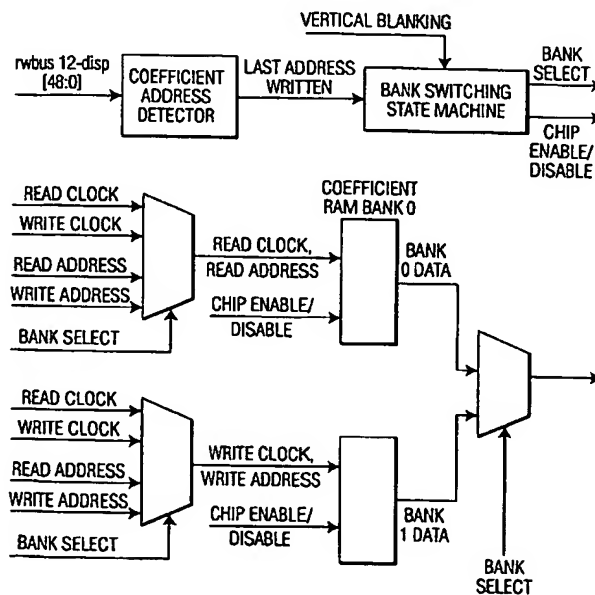 VERTICAL BLANKING
rwbus 12-disp
[48:0]
COEFFICIENT
ADDRESS
DETECTOR
LAST ADDRESS
WRITTEN
BANK SWITCHING
STATE MACHINE
BANK
SELECT
CHIP
ENABLE/
DISABLE
READ CLOCK
WRITE CLOCK
READ ADDRESS
WRITE ADDRESS
BANK SELECT
READ CLOCK,
READ ADDRESS
CHIP ENABLE/
DISABLE
COEFFICIENT
RAM BANK 0
BANK
0 DATA
READ CLOCK
WRITE CLOCK
READ ADDRESS
WRITE ADDRESS
BANK SELECT
WRITE CLOCK,
WRITE ADDRESS
CHIP ENABLE/
DISABLE
BANK
1 DATA
BANK
SELECT